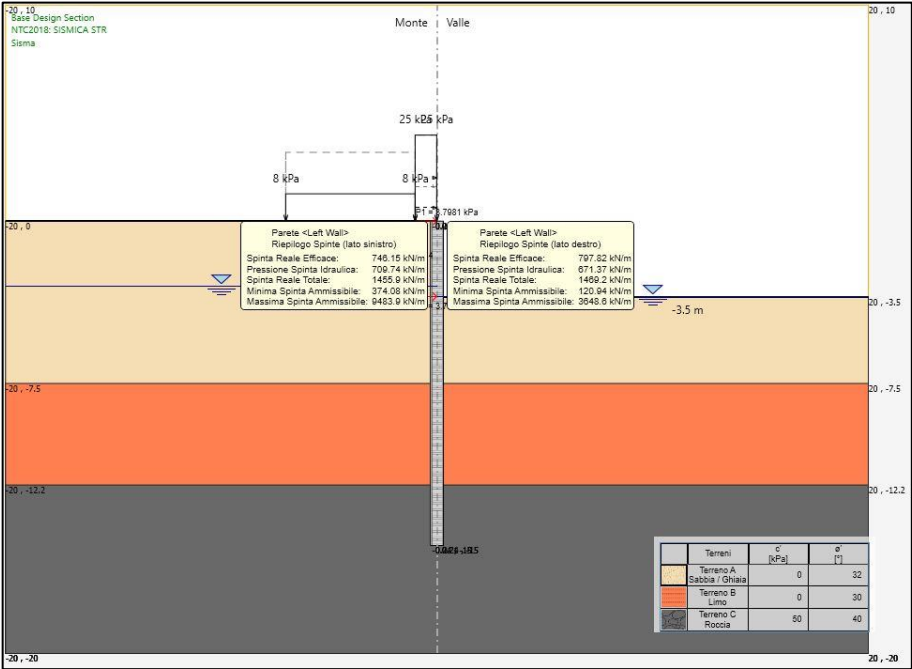 -20 , 10
20 , 10
Base Design Section
NTC2018: SISMICA STR
Sisma
Monte
Valle
25 kPa
8 kPa
8 kPa
-20 , 0
Parete <Left Wall>
Riepilogo Spinte (lato sinistro)
Spinta Reale Efficace: 746.15 kN/m
Pressione Spinta Idraulica: 709.74 kN/m
Spinta Reale Totale: 1455.9 kN/m
Minima Spinta Ammissibile: 374.08 kN/m
Massima Spinta Ammissibile: 9483.9 kN/m
Parete <Left Wall>
Riepilogo Spinte (lato destro)
Spinta Reale Efficace: 797.82 kN/m
Pressione Spinta Idraulica: 671.37 kN/m
Spinta Reale Totale: 1469.2 kN/m
Minima Spinta Ammissibile: 120.94 kN/m
Massima Spinta Ammissibile: 3648.6 kN/m
-3.5 m
20 , -3.5
-20 , -7.5
20 , -7.5
-20 , -12.2
20 , -12.2
Terreni c' [kPa] ø' [°]
Terreno A Sabbia / Ghiaia 0 32
Terreno B Limo 0 30
Terreno C Roccia 50 40
-20 , -20
20 , -20